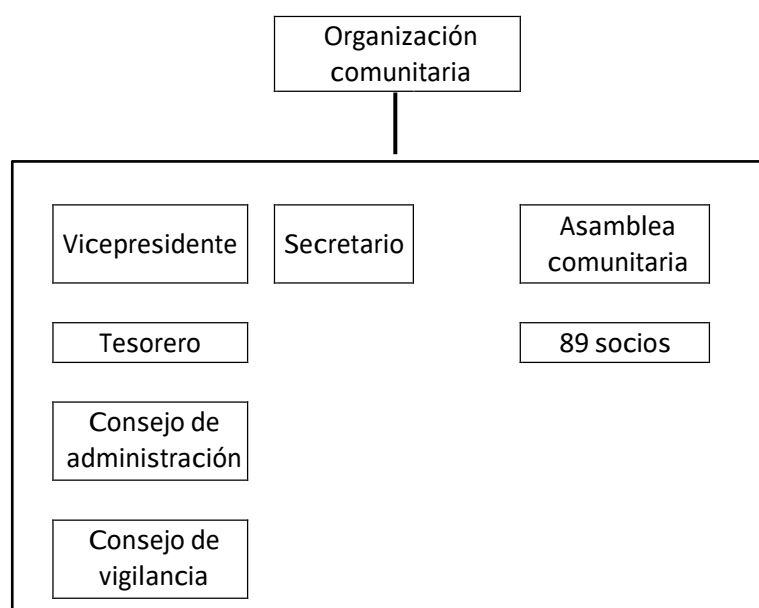 Organización
comunitaria
Vicepresidente
Secretario
Asamblea
comunitaria
Tesorero
89 socios
Consejo de
administración
Consejo de
vigilancia